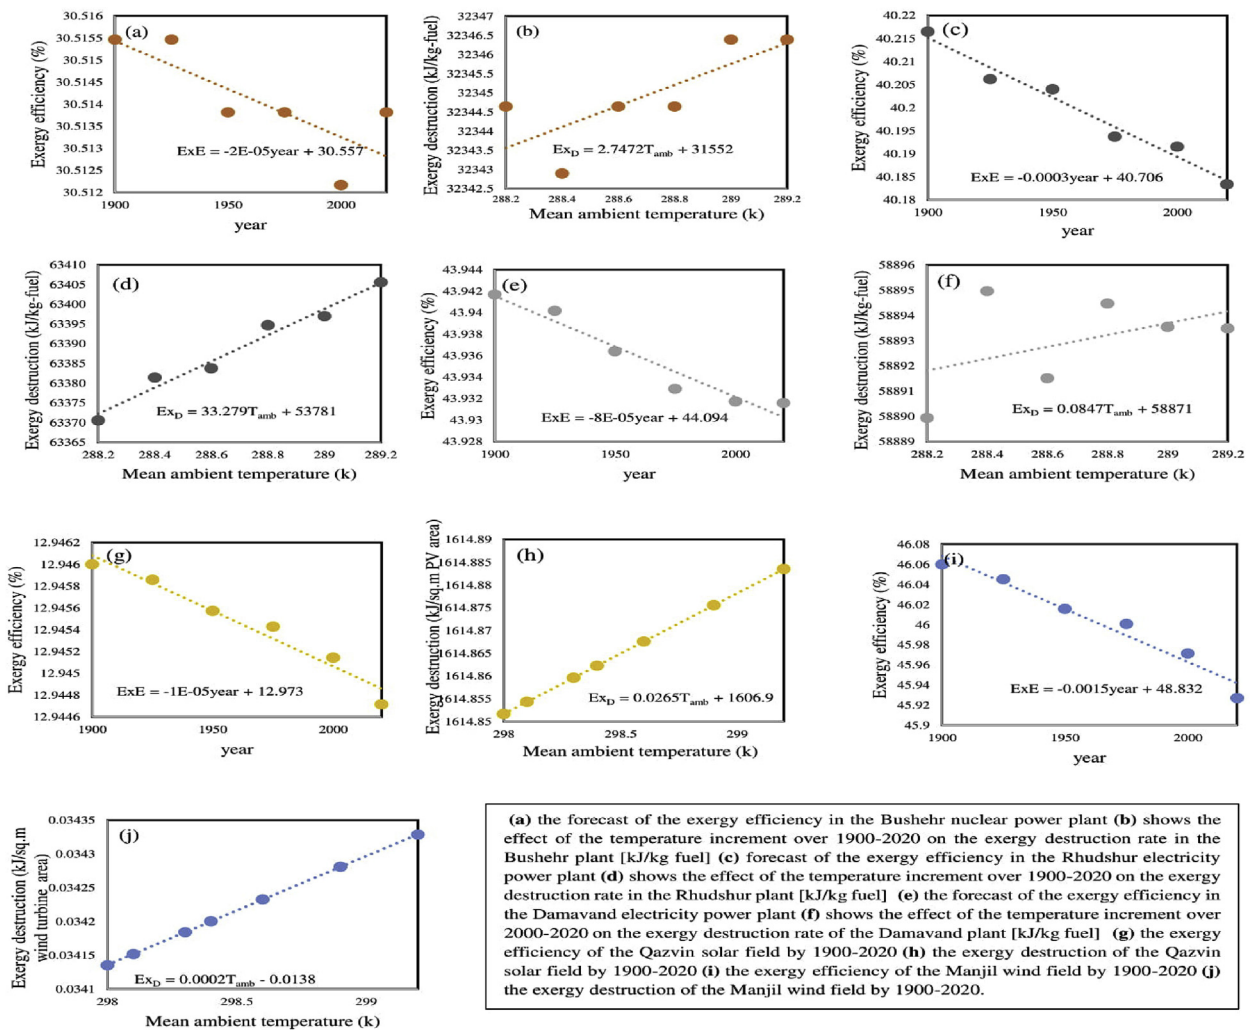 (a)
Exergy efficiency (%)
30.516
30.5155
30.515
30.5145
30.514
30.5135
30.513
30.5125
30.512
ExE = -2E-05year + 30.557
1900 1950 2000
year
(b)
Exergy destruction (kJ/kg-fuel)
32347
32346.5
32346
32345.5
32345
32344.5
32344
32343.5
32343
32342.5
Ex_D = 2.7472T_amb + 31552
288.2 288.4 288.6 288.8 289 289.2
Mean ambient temperature (k)
(c)
Exergy efficiency (%)
40.22
40.215
40.21
40.205
40.2
40.195
40.19
40.185
40.18
ExE = -0.0003year + 40.706
1900 1950 2000
year
(d)
Exergy destruction (kJ/kg-fuel)
63410
63405
63400
63395
63390
63385
63380
63375
63370
63365
Ex_D = 33.279T_amb + 53781
288.2 288.4 288.6 288.8 289 289.2
Mean ambient temperature (k)
(e)
Exergy efficiency (%)
43.944
43.942
43.94
43.938
43.936
43.934
43.932
43.93
43.928
ExE = -8E-05year + 44.094
1900 1950 2000
year
(f)
Exergy destruction (kJ/kg-fuel)
58896
58895
58894
58893
58892
58891
58890
58889
Ex_D = 0.0847T_amb + 58871
288.2 288.4 288.6 288.8 289 289.2
Mean ambient temperature (k)
(g)
Exergy efficiency (%)
12.9462
12.946
12.9458
12.9456
12.9454
12.9452
12.945
12.9448
12.9446
ExE = -1E-05year + 12.973
1900 1950 2000
year
(h)
Exergy destruction (kJ/sq.m PV area)
1614.89
1614.885
1614.88
1614.875
1614.87
1614.865
1614.86
1614.855
1614.85
Ex_D = 0.0265T_amb + 1606.9
298 298.5 299
Mean ambient temperature (k)
(i)
Exergy efficiency (%)
46.08
46.06
46.04
46.02
46
45.98
45.96
45.94
45.92
45.9
ExE = -0.0015year + 48.832
1900 1950 2000
year
(j)
Exergy destruction (kJ/sq.m
wind turbine area)
0.03435
0.0343
0.03425
0.0342
0.03415
0.0341
Ex_D = 0.0002T_amb - 0.0138
298 298.5 299
Mean ambient temperature (k)
(a) the forecast of the exergy efficiency in the Bushehr nuclear power plant (b) shows
the effect of the temperature increment over 1900-2020 on the exergy destruction rate in the
Bushehr plant [kJ/kg fuel] (c) forecast of the exergy efficiency in the Rhudshur electricity
power plant (d) shows the effect of the temperature increment over 1900-2020 on the exergy
destruction rate in the Rhudshur plant [kJ/kg fuel] (e) the forecast of the exergy efficiency in
the Damavand electricity power plant (f) shows the effect of the temperature increment over
2000-2020 on the exergy destruction rate of the Damavand plant [kJ/kg fuel] (g) the exergy
efficiency of the Qazvin solar field by 1900-2020 (h) the exergy destruction of the Qazvin
solar field by 1900-2020 (i) the exergy efficiency of the Manjil wind field by 1900-2020 (j)
the exergy destruction of the Manjil wind field by 1900-2020.